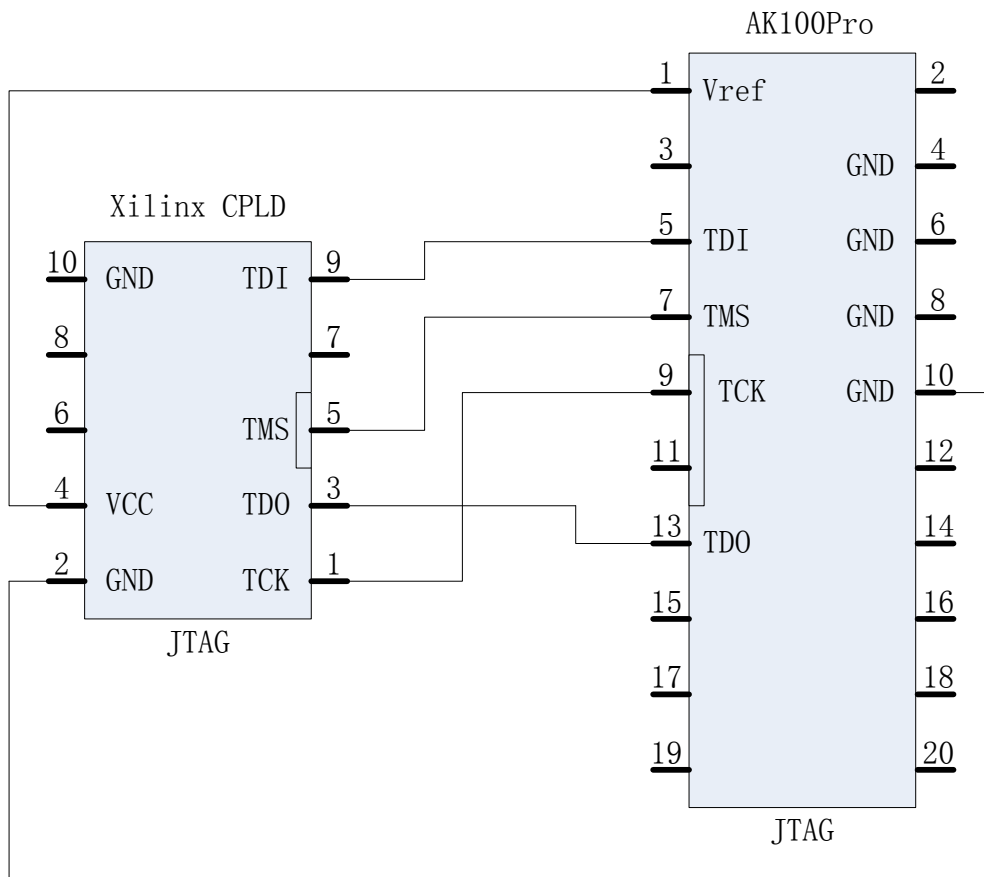 AK100Pro
1 Vref 2
3 GND 4
Xilinx CPLD
5 TDI GND 6
10 GND TDI 9
7 TMS GND 8
8 7
9 TCK GND 10
6 TMS 5
11 12
4 VCC TDO 3
13 TDO 14
2 GND TCK 1
15 16
JTAG
17 18
19 20
JTAG